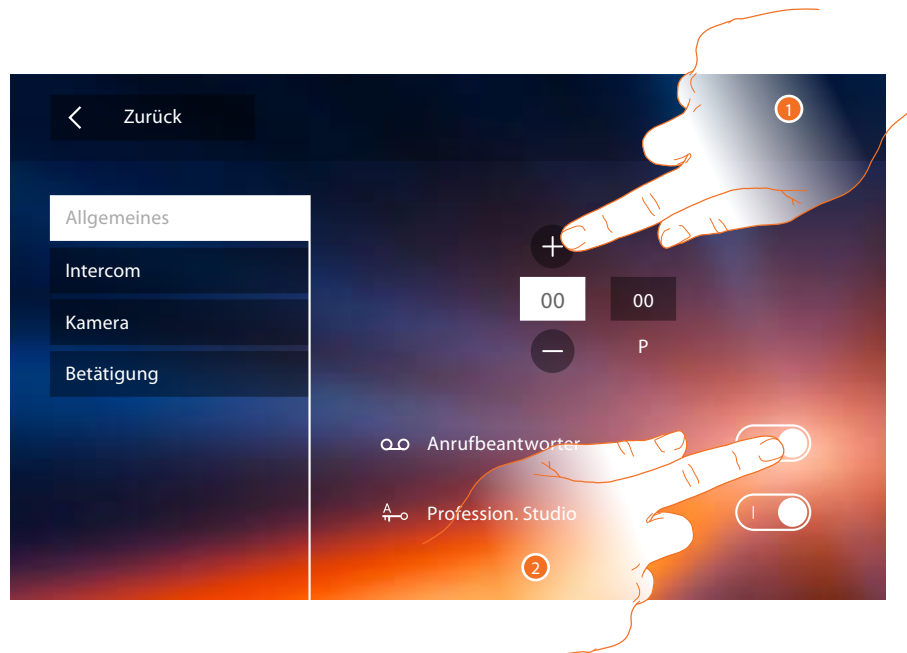 1
Zurück
Allgemeines
Intercom
Kamera
Betätigung
00 00
P
Anrufbeantworter
A
Profession. Studio
2